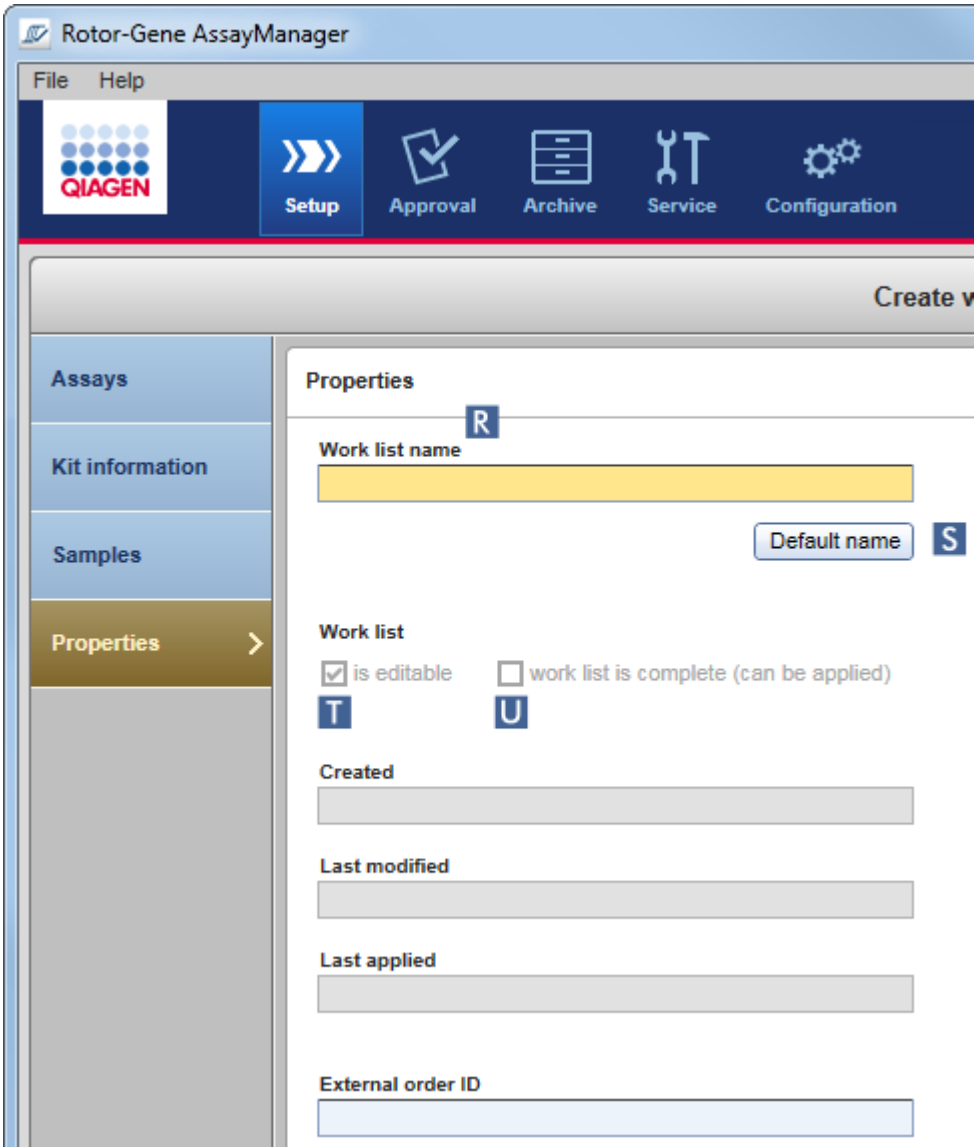 Rotor-Gene AssayManager
File Help
QIAGEN
Setup Approval Archive Service Configuration
Create w
Assays
Kit information
Samples
Properties
Properties
R
Work list name
Default name S
Work list
is editable work list is complete (can be applied)
T U
Created
Last modified
Last applied
External order ID